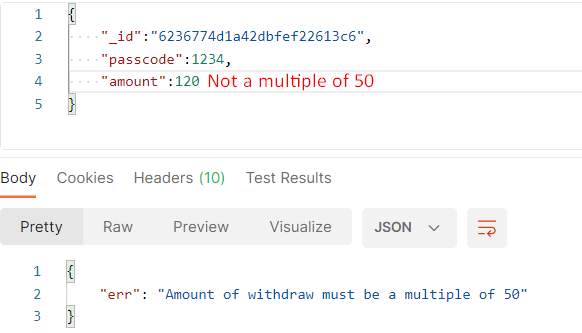 1 {
2 "_id":"6236774d1a42dbfef22613c6",
3 "passcode":1234,
4 "amount":120 Not a multiple of 50
5 }
Body Cookies Headers (10) Test Results
Pretty Raw Preview Visualize JSON
1 {
2 "err": "Amount of withdraw must be a multiple of 50"
3 }